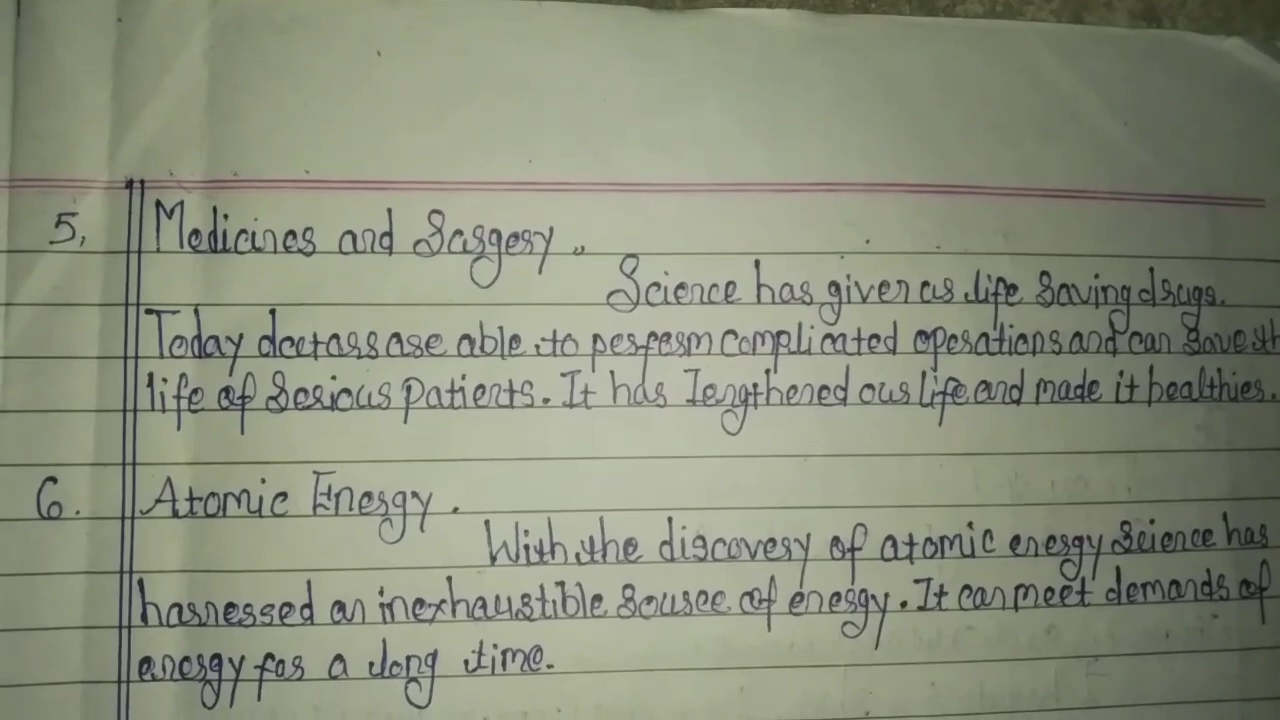 5. Medicines and Surgery.
Science has given us life saving drugs.
Today doctors are able to perform complicated operations and can save th
life of serious patients. It has lengthened our life and made it healthier.
6. Atomic Energy.
With the discovery of atomic energy science has
harnessed an inexhaustible source of energy. It can meet demands of
energy for a long time.